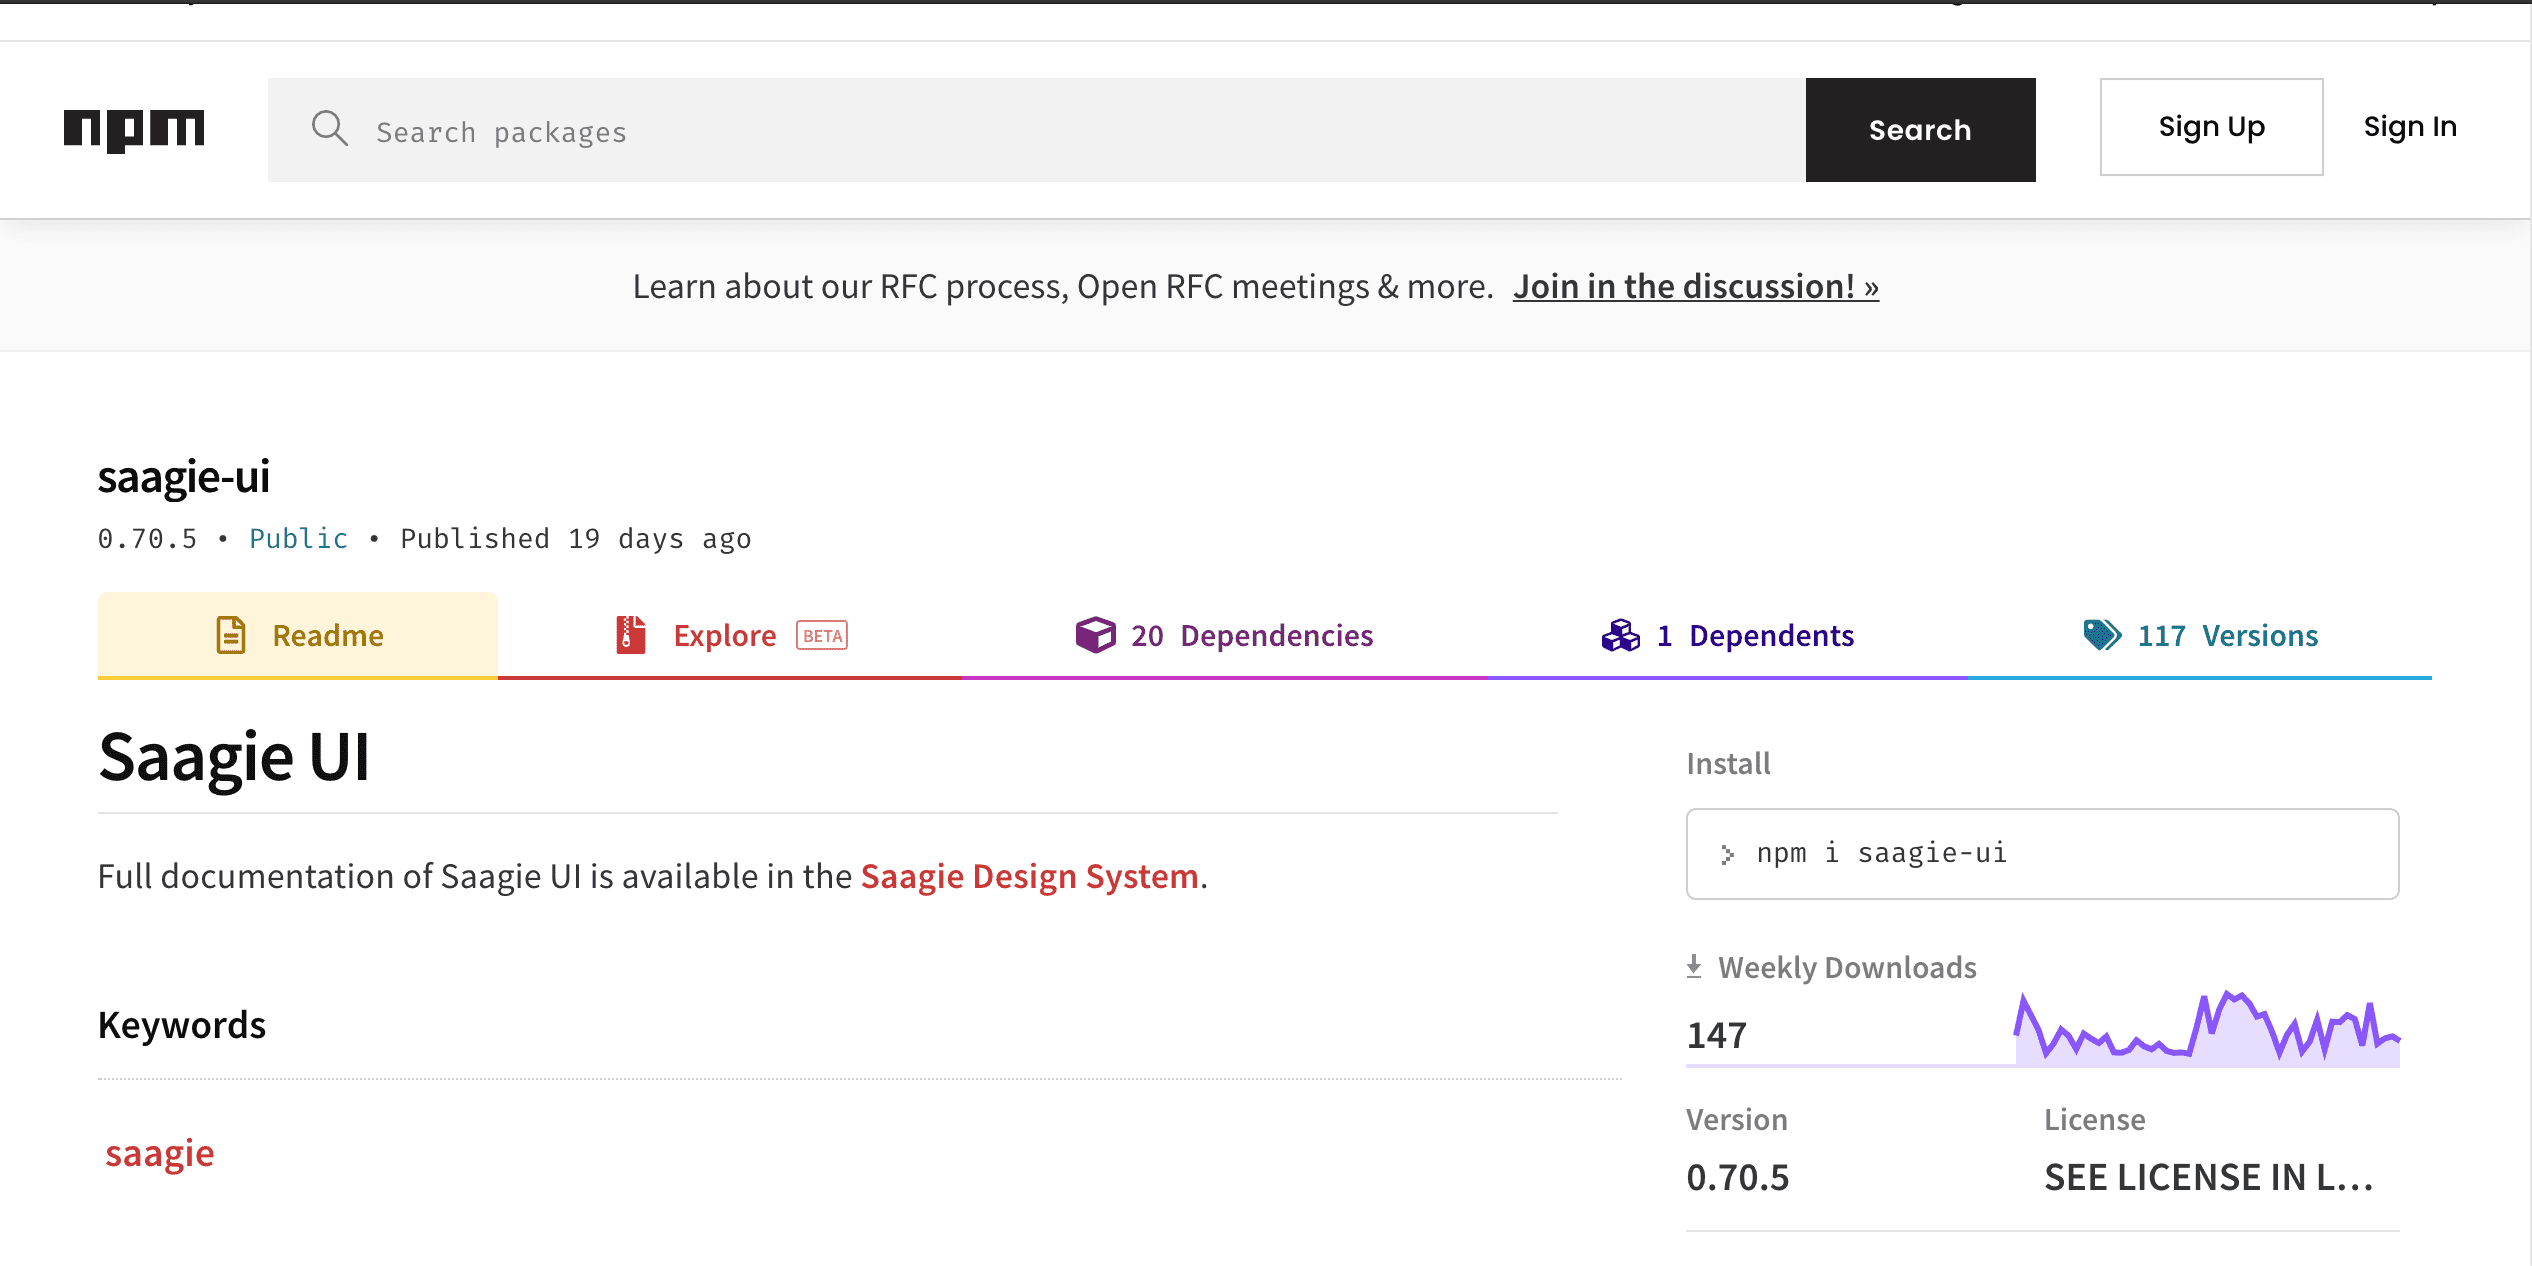 npm
Search packages
Search
Sign Up
Sign In
Learn about our RFC process, Open RFC meetings & more. Join in the discussion! »
saagie-ui
0.70.5 • Public • Published 19 days ago
Readme
Explore BETA
20 Dependencies
1 Dependents
117 Versions
Saagie UI
Full documentation of Saagie UI is available in the Saagie Design System.
Keywords
saagie
Install
> npm i saagie-ui
Weekly Downloads
147
Version
0.70.5
License
SEE LICENSE IN L...